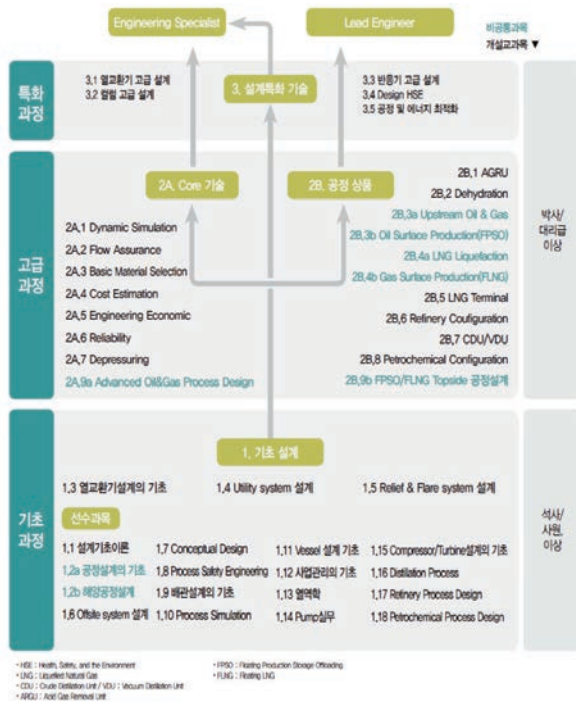 Engineering Specialist
Lead Engineer
비공통과목
개설교과목 ▼
특화
과정
3.1 열교환기 고급 설계
3.2 컬럼 고급 설계
3. 설계특화 기술
3.3 반응기 고급 설계
3.4 Design HSE
3.5 공정 및 에너지 최적화
고급
과정
2A. Core 기술
2A.1 Dynamic Simulation
2A.2 Flow Assurance
2A.3 Basic Material Selection
2A.4 Cost Estimation
2A.5 Engineering Economic
2A.6 Reliability
2A.7 Depressuring
2A.9a Advanced Oil&Gas Process Design
2B. 공정 상품
2B.1 AGRU
2B.2 Dehydration
2B.3a Upstream Oil & Gas
2B.3b Oil Surface Production(FPSO)
2B.4a LNG Liquefaction
2B.4b Gas Surface Production(FLNG)
2B.5 LNG Terminal
2B.6 Refinery Coufiguration
2B.7 CDU/VDU
2B.8 Petrochemical Configuration
2B.9b FPSO/FLNG Topside 공정설계
박사/
대리급
이상
기초
과정
1. 기초 설계
1.3 열교환기설계의 기초
1.4 Utility system 설계
1.5 Relief & Flare system 설계
선수과목
1.1 설계기초이론
1.2a 공정설계의 기초
1.2b 해양공정설계
1.6 Offsite system 설계
1.7 Conceptual Design
1.8 Process Safety Engineering
1.9 배관설계의 기초
1.10 Process Simulation
1.11 Vessel 설계 기초
1.12 사업관리의 기초
1.13 열역학
1.14 Pump실무
1.15 Compressor/Turbine설계의 기초
1.16 Distillation Process
1.17 Refinery Process Design
1.18 Petrochemical Process Design
석사/
사원,
이상
• HSE : Health, Safety, and the Environment
• LNG : Liquefied Natural Gas
• CDU : Crude Distillation Unit / VDU : Vacuum Distillation Unit
• ARGU : Acid Gas Removal Unit
• FPSO : Floating Production Storage Offloading
• FLNG : Floating LNG